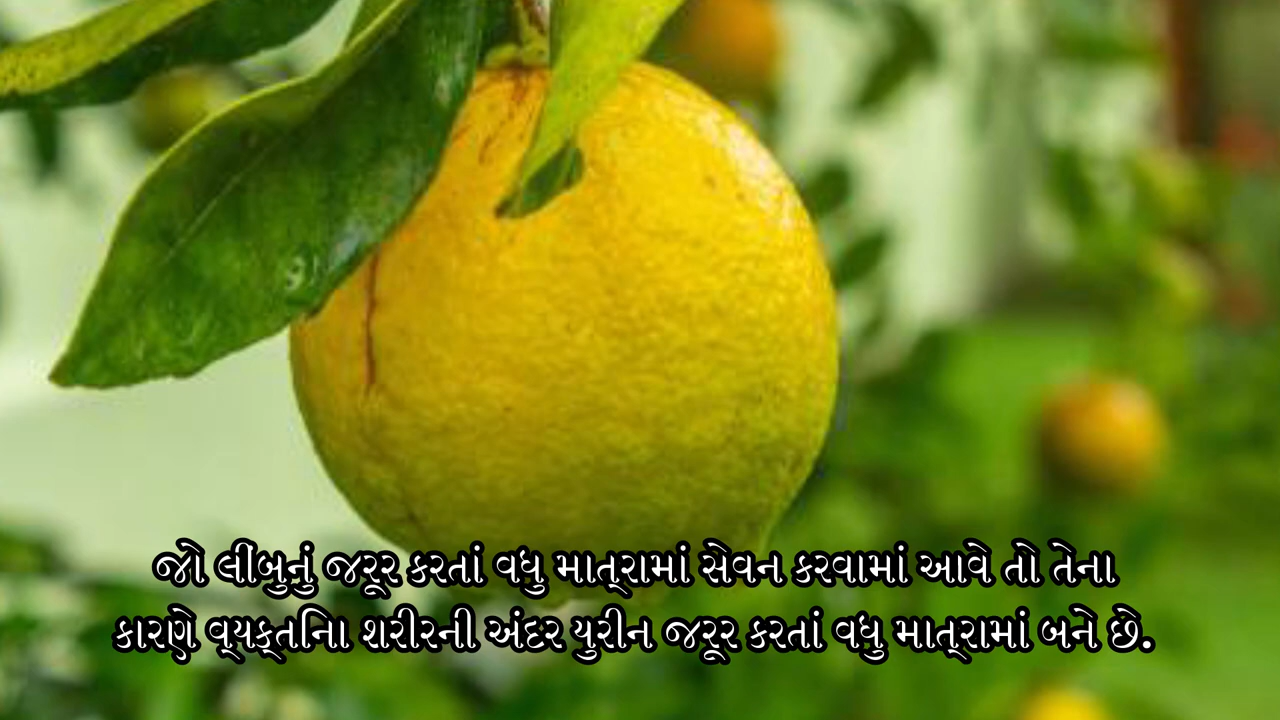 જો લીંબુનું જરૂર કરતાં વધુ માત્રામાં સેવન કરવામાં આવે તો તેના
કારણે વ્યક્તિના શરીરની અંદર યુરીન જરૂર કરતાં વધુ માત્રામાં બને છે.